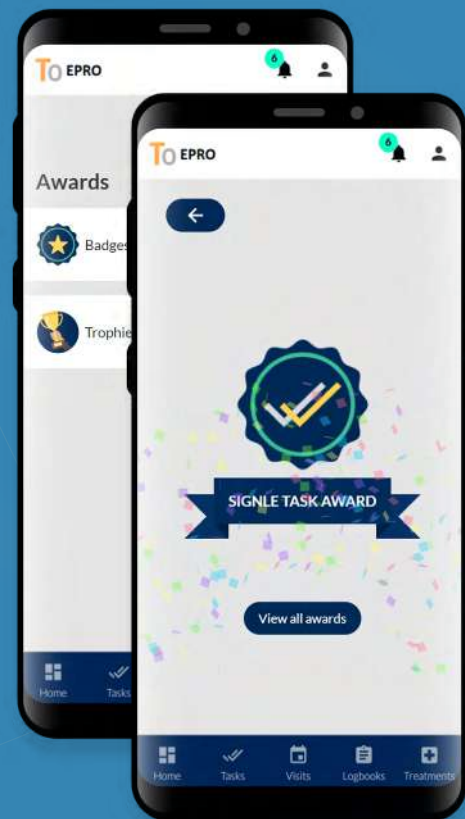 To EPRO
6
Awards
Badges
Trophie
Home
Tasks
To EPRO
6
SIGNLE TASK AWARD
View all awards
Home
Tasks
Visits
Logbooks
Treatments